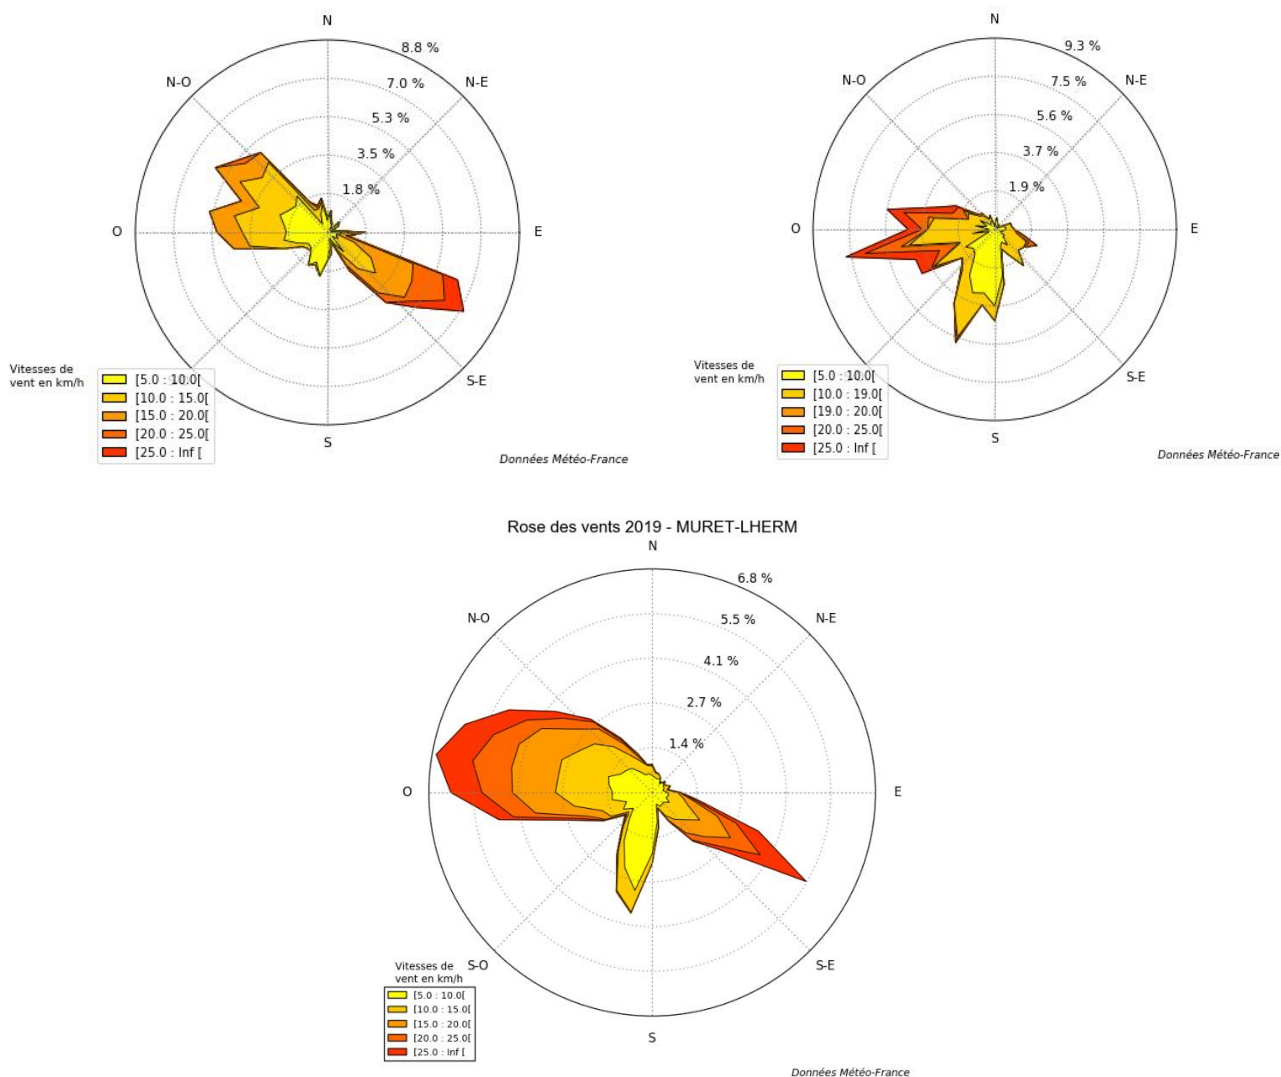 N
8.8 %
N-O
7.0 %
N-E
5.3 %
3.5 %
1.8 %
O
E
Vitesses de
vent en km/h
[5.0 : 10.0[
[10.0 : 15.0[
[15.0 : 20.0[
[20.0 : 25.0[
[25.0 : Inf [
S-E
S
Données Météo-France
N
9.3 %
N-O
7.5 %
N-E
5.6 %
3.7 %
1.9 %
O
E
Vitesses de
vent en km/h
[5.0 : 10.0[
[10.0 : 19.0[
[19.0 : 20.0[
[20.0 : 25.0[
[25.0 : Inf [
S-E
S
Données Météo-France
Rose des vents 2019 - MURET-LHERM
N
6.8 %
N-O
5.5 %
N-E
4.1 %
2.7 %
1.4 %
O
E
S-O
S-E
Vitesses de
vent en km/h
[5.0 : 10.0[
[10.0 : 15.0[
[15.0 : 20.0[
[20.0 : 25.0[
[25.0 : Inf [
S
Données Météo-France